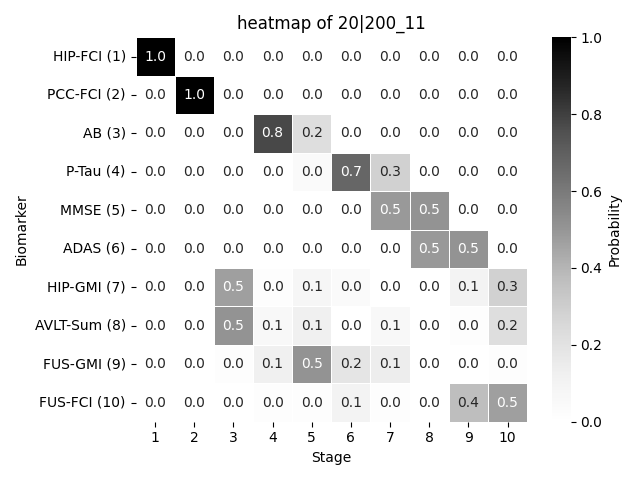 heatmap of 20|200_11
HIP-FCI (1) 1.0 0.0 0.0 0.0 0.0 0.0 0.0 0.0 0.0 0.0
PCC-FCI (2) 0.0 1.0 0.0 0.0 0.0 0.0 0.0 0.0 0.0 0.0
AB (3) 0.0 0.0 0.0 0.8 0.2 0.0 0.0 0.0 0.0 0.0
P-Tau (4) 0.0 0.0 0.0 0.0 0.0 0.7 0.3 0.0 0.0 0.0
MMSE (5) 0.0 0.0 0.0 0.0 0.0 0.0 0.5 0.5 0.0 0.0
ADAS (6) 0.0 0.0 0.0 0.0 0.0 0.0 0.0 0.5 0.5 0.0
HIP-GMI (7) 0.0 0.0 0.5 0.0 0.1 0.0 0.0 0.0 0.1 0.3
AVLT-Sum (8) 0.0 0.0 0.5 0.1 0.1 0.0 0.1 0.0 0.0 0.2
FUS-GMI (9) 0.0 0.0 0.0 0.1 0.5 0.2 0.1 0.0 0.0 0.0
FUS-FCI (10) 0.0 0.0 0.0 0.0 0.0 0.1 0.0 0.0 0.4 0.5
1 2 3 4 5 6 7 8 9 10
Stage
Biomarker
1.0
0.8
0.6
0.4
0.2
0.0
Probability